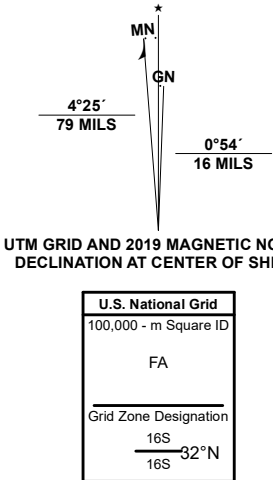 ★
MN
GN
4°25´
79 MILS
0°54´
16 MILS
UTM GRID AND 2019 MAGNETIC NO
DECLINATION AT CENTER OF SH
U.S. National Grid
100,000 - m Square ID
FA
Grid Zone Designation
16S
32°N
16S